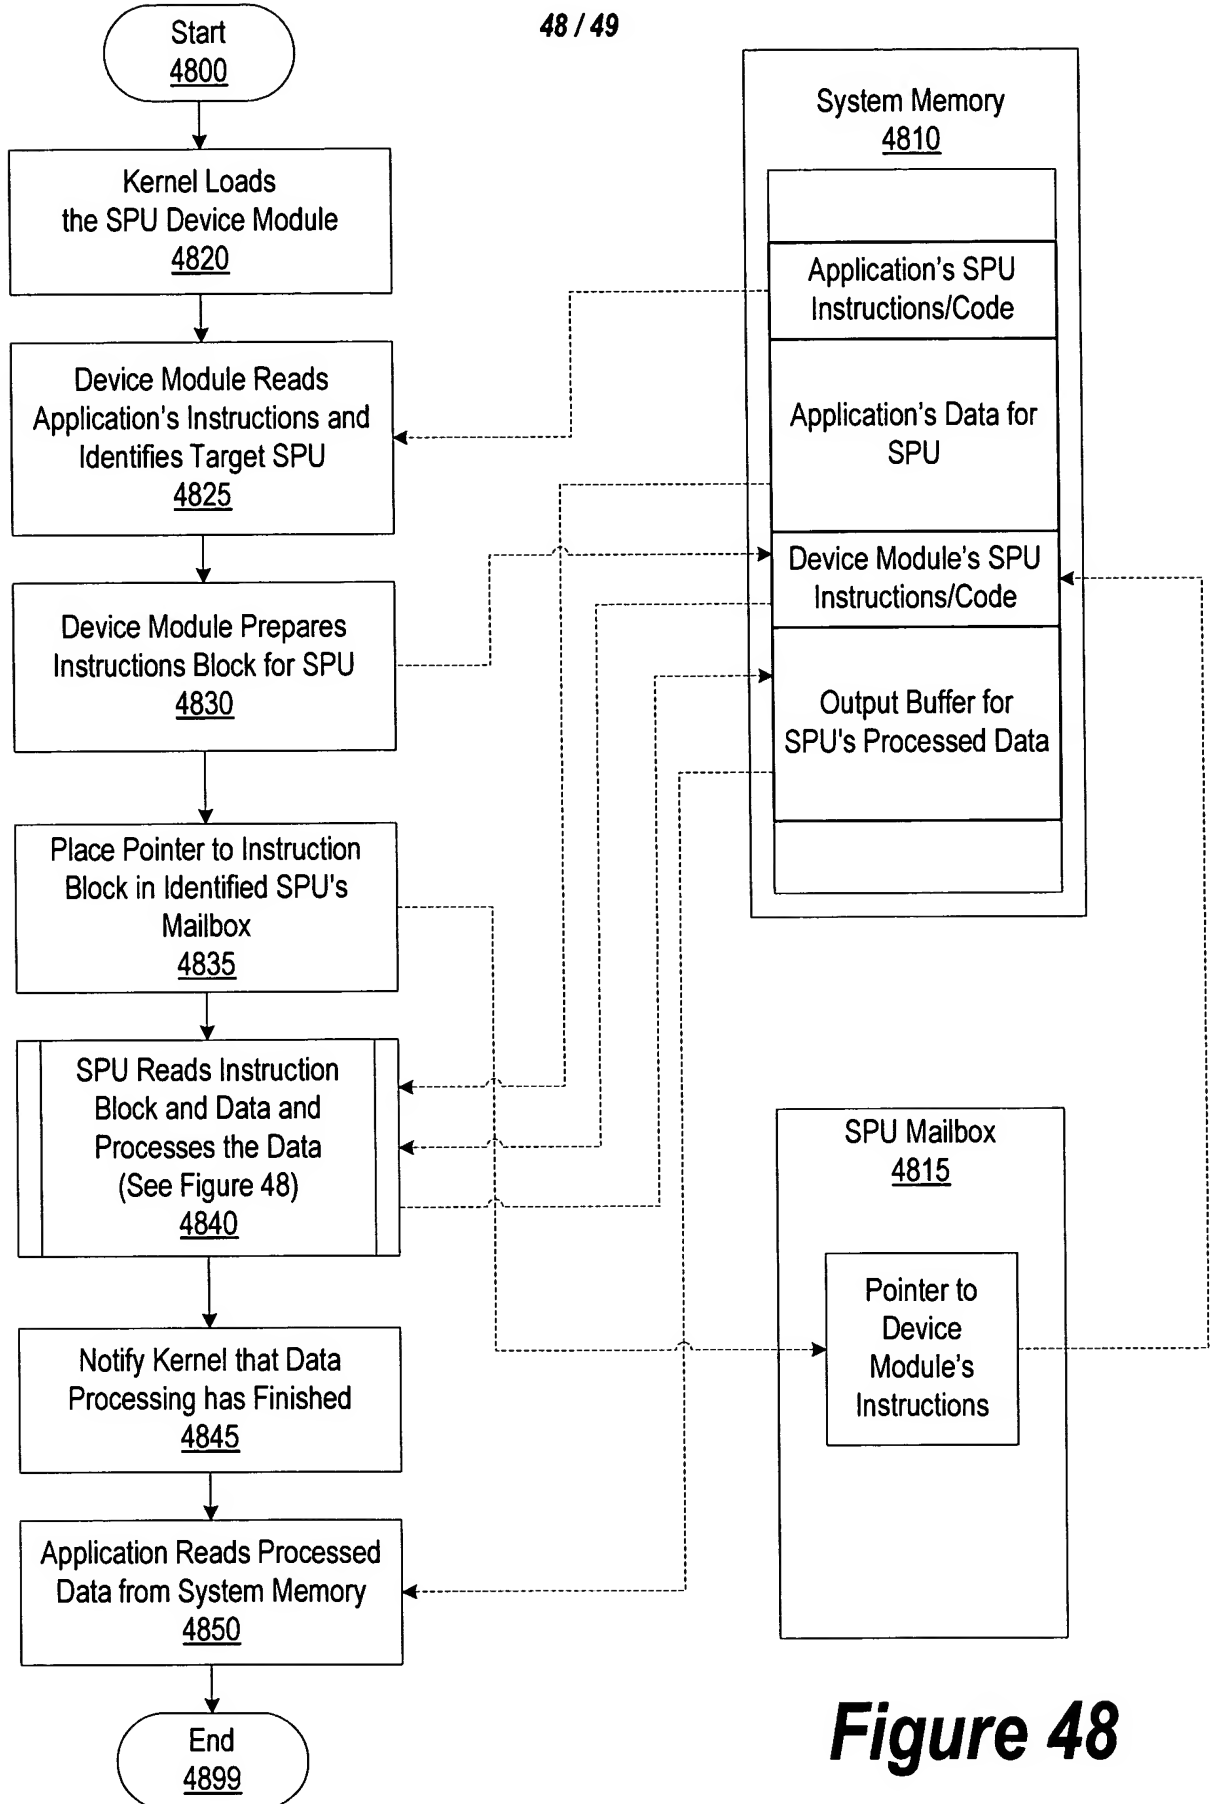 48 / 49
Start
4800
Kernel Loads
the SPU Device Module
4820
Device Module Reads
Application's Instructions and
Identifies Target SPU
4825
Device Module Prepares
Instructions Block for SPU
4830
Place Pointer to Instruction
Block in Identified SPU's
Mailbox
4835
SPU Reads Instruction
Block and Data and
Processes the Data
(See Figure 48)
4840
Notify Kernel that Data
Processing has Finished
4845
Application Reads Processed
Data from System Memory
4850
End
4899
System Memory
4810
Application's SPU
Instructions/Code
Application's Data for
SPU
Device Module's SPU
Instructions/Code
Output Buffer for
SPU's Processed Data
SPU Mailbox
4815
Pointer to
Device
Module's
Instructions
Figure 48